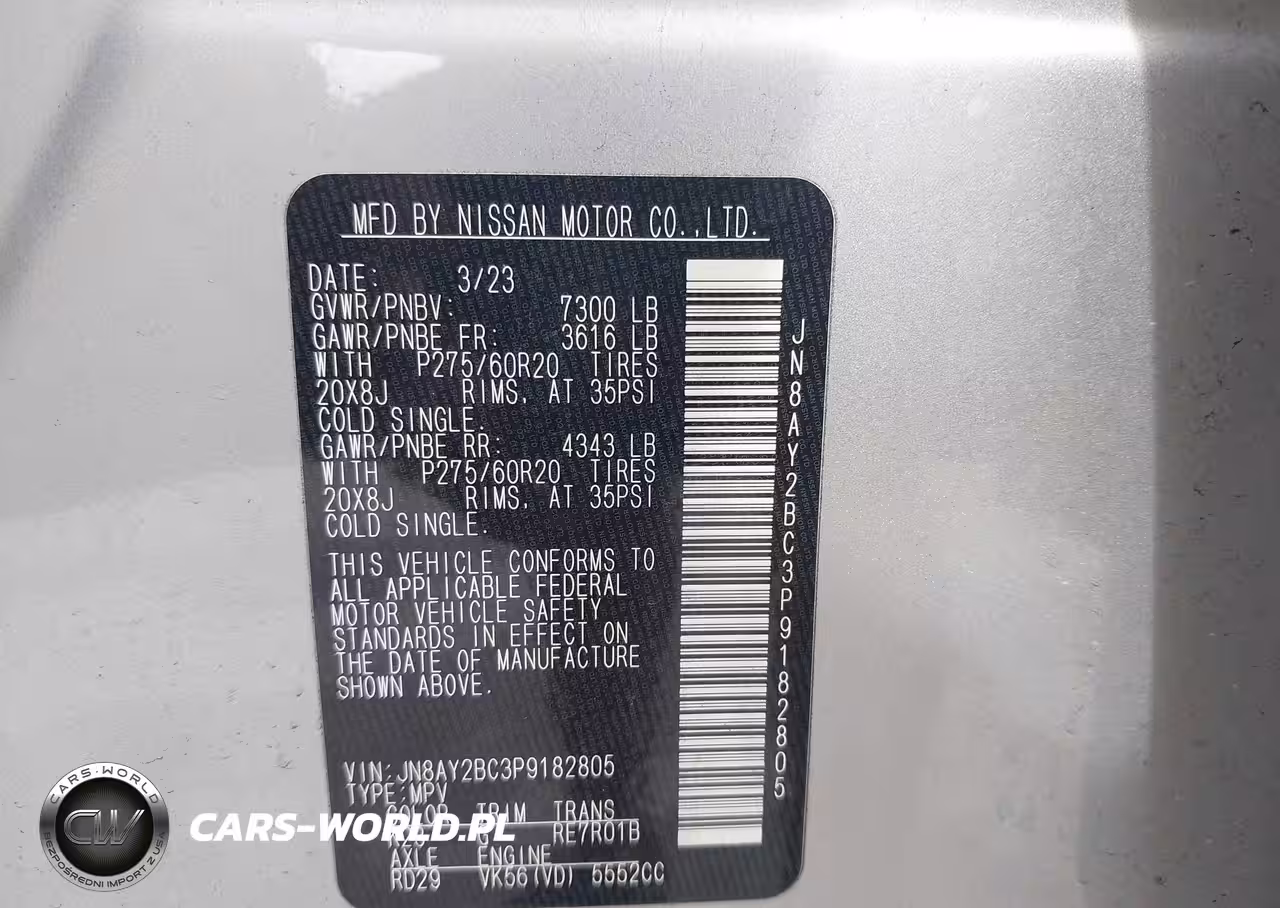 MFD BY NISSAN MOTOR CO.,LTD.
DATE: 3/23
GVWR/PNBV: 7300 LB
GAWR/PNBE FR: 3616 LB
WITH P275/60R20 TIRES
20X8J RIMS, AT 35PSI
COLD SINGLE.
GAWR/PNBE RR: 4343 LB
WITH P275/60R20 TIRES
20X8J RIMS, AT 35PSI
COLD SINGLE.
THIS VEHICLE CONFORMS TO
ALL APPLICABLE FEDERAL
MOTOR VEHICLE SAFETY
STANDARDS IN EFFECT ON
THE DATE OF MANUFACTURE
SHOWN ABOVE.
VIN:JN8AY2BC3P9182805
TYPE:MPV
COLOR TRIM TRANS
G RE7R01B
AXLE ENGINE
RD29 VK56(VD) 5552CC
JN8AY2BC3P9182805
CARS-WORLD
CW
BEZPOŚREDNI IMPORT Z USA
CARS-WORLD.PL